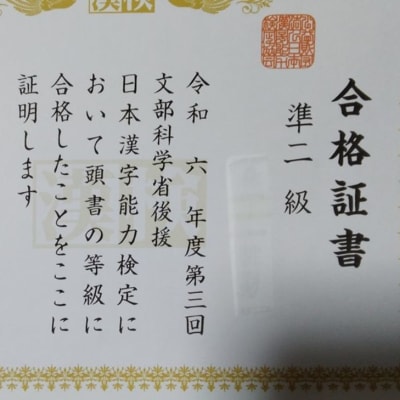 合格証書
準二級
令和六年度第三回
文部科学省後援
日本漢字能力検定に
おいて頭書の等級に
合格したことをここに
証明します
漢検